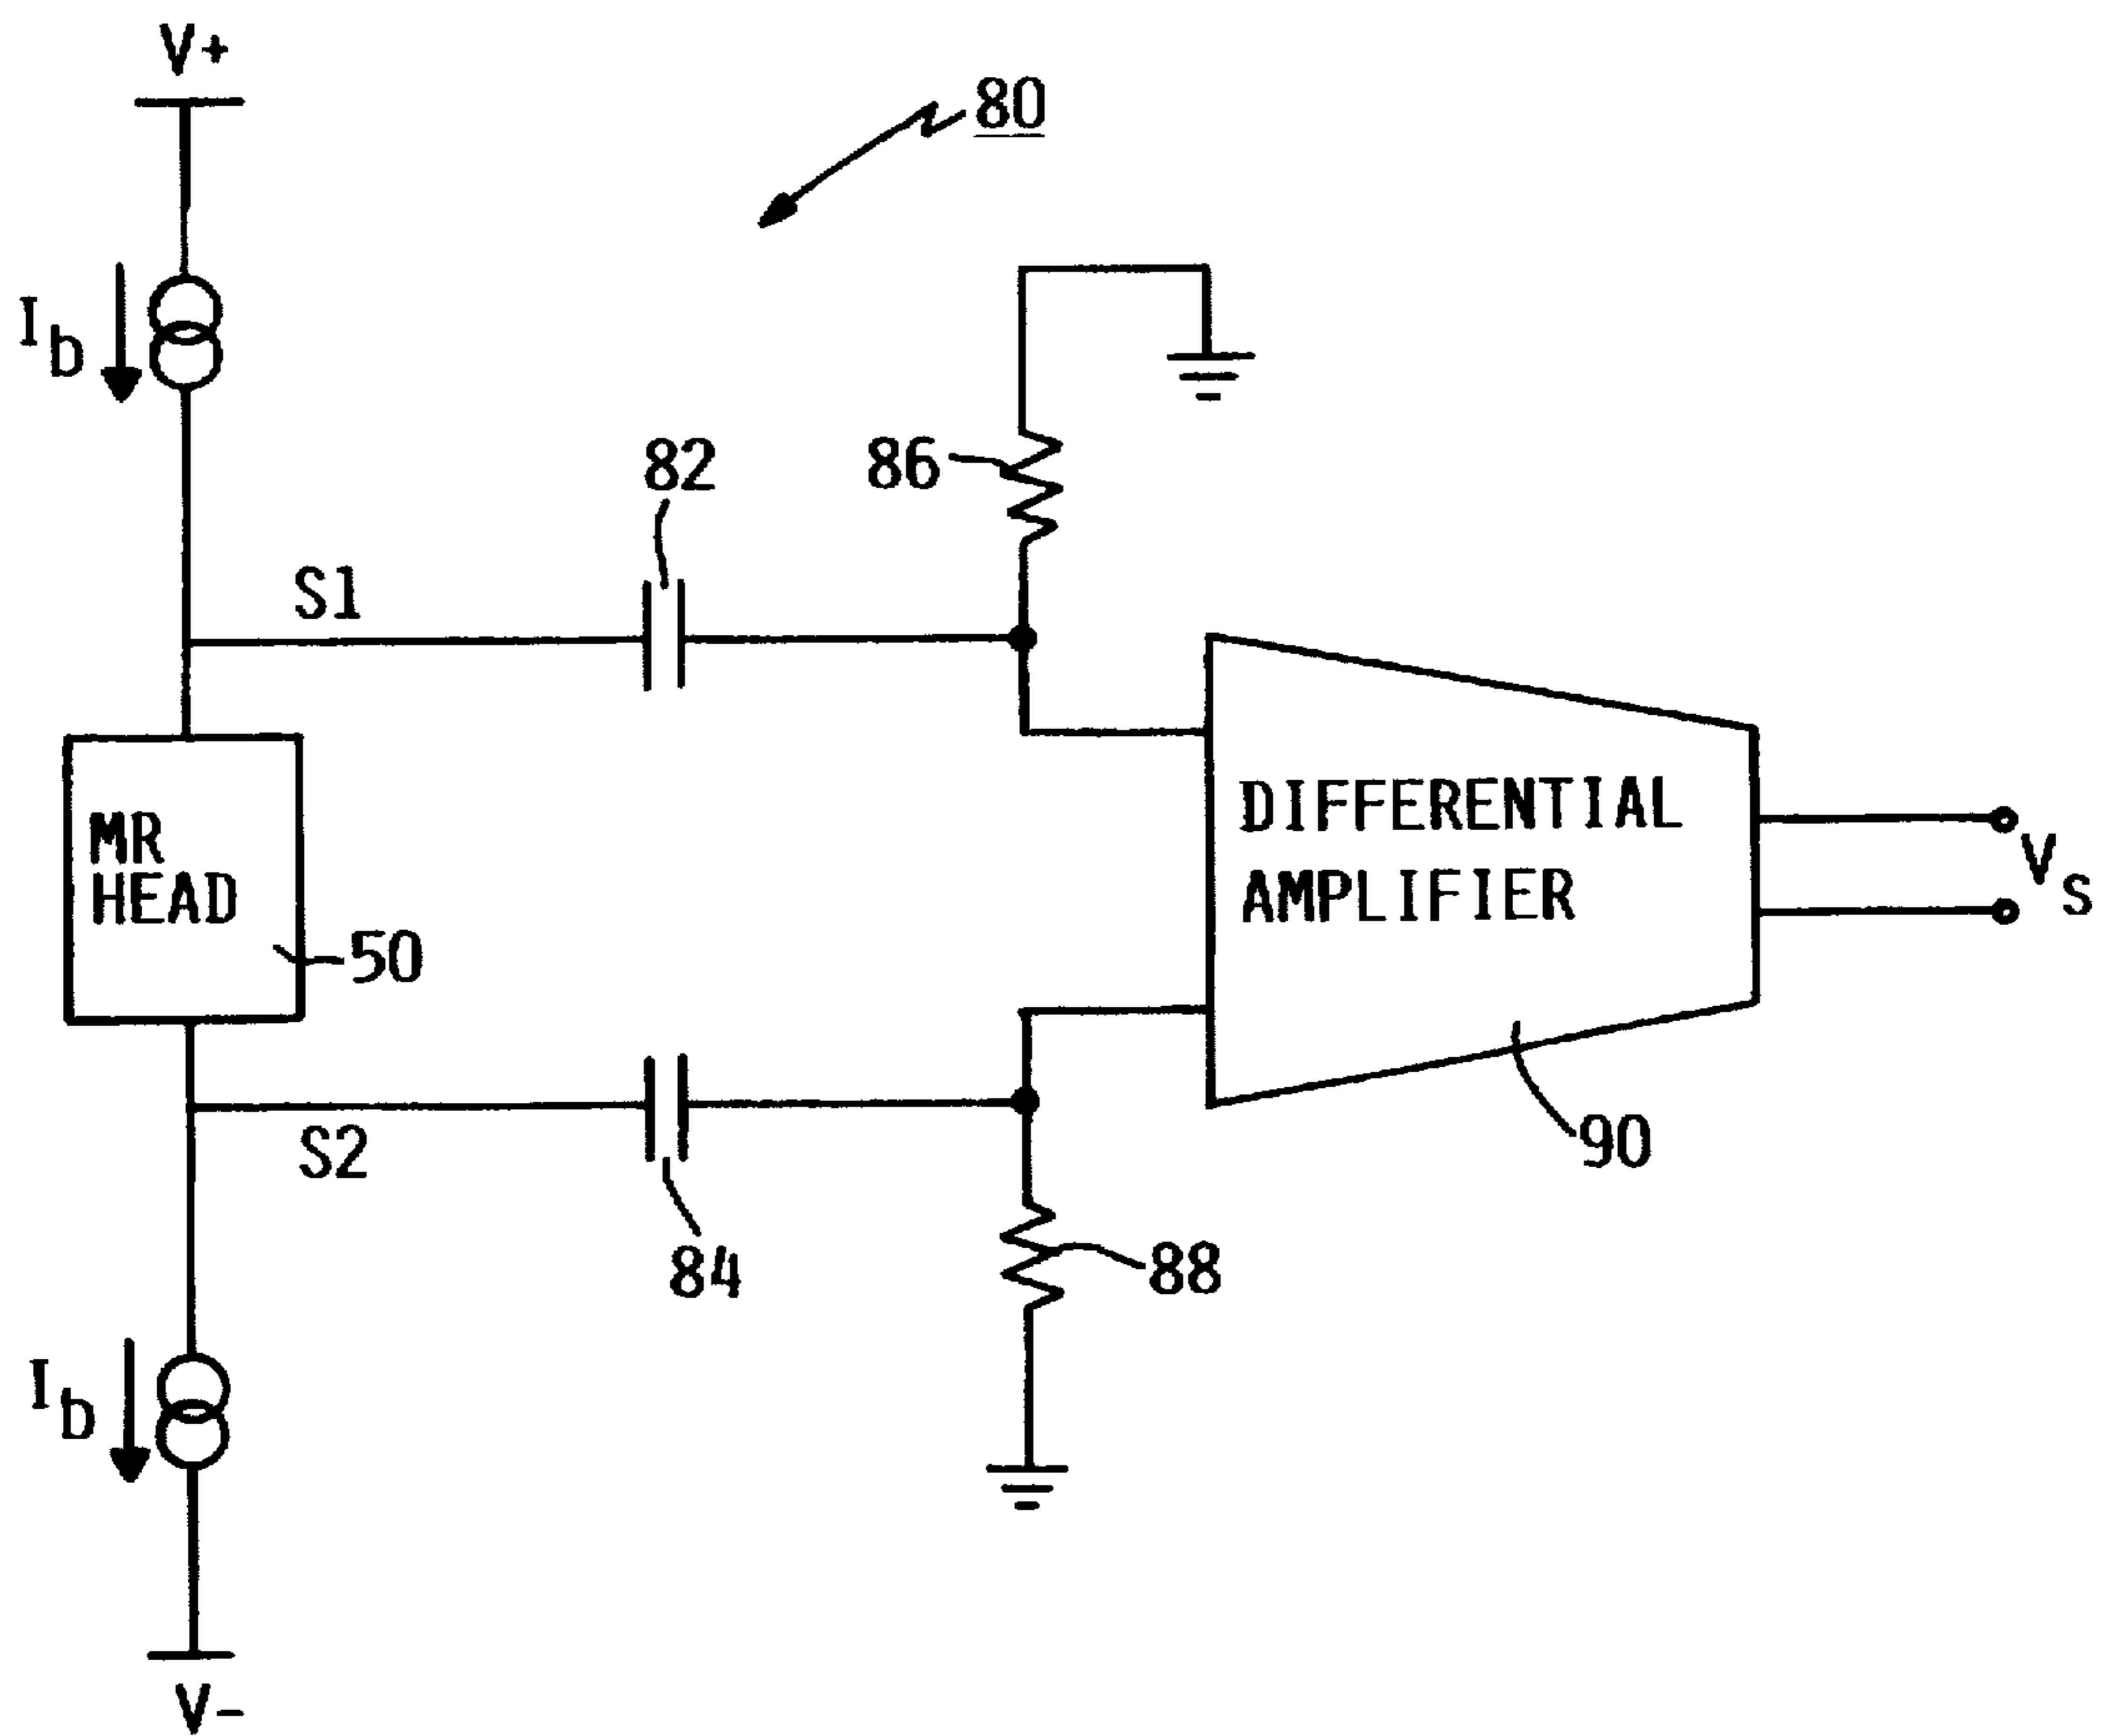 V+
80
Ib
82
86
S1
MR
HEAD
50
DIFFERENTIAL
AMPLIFIER
Vs
S2
90
84
88
Ib
V-